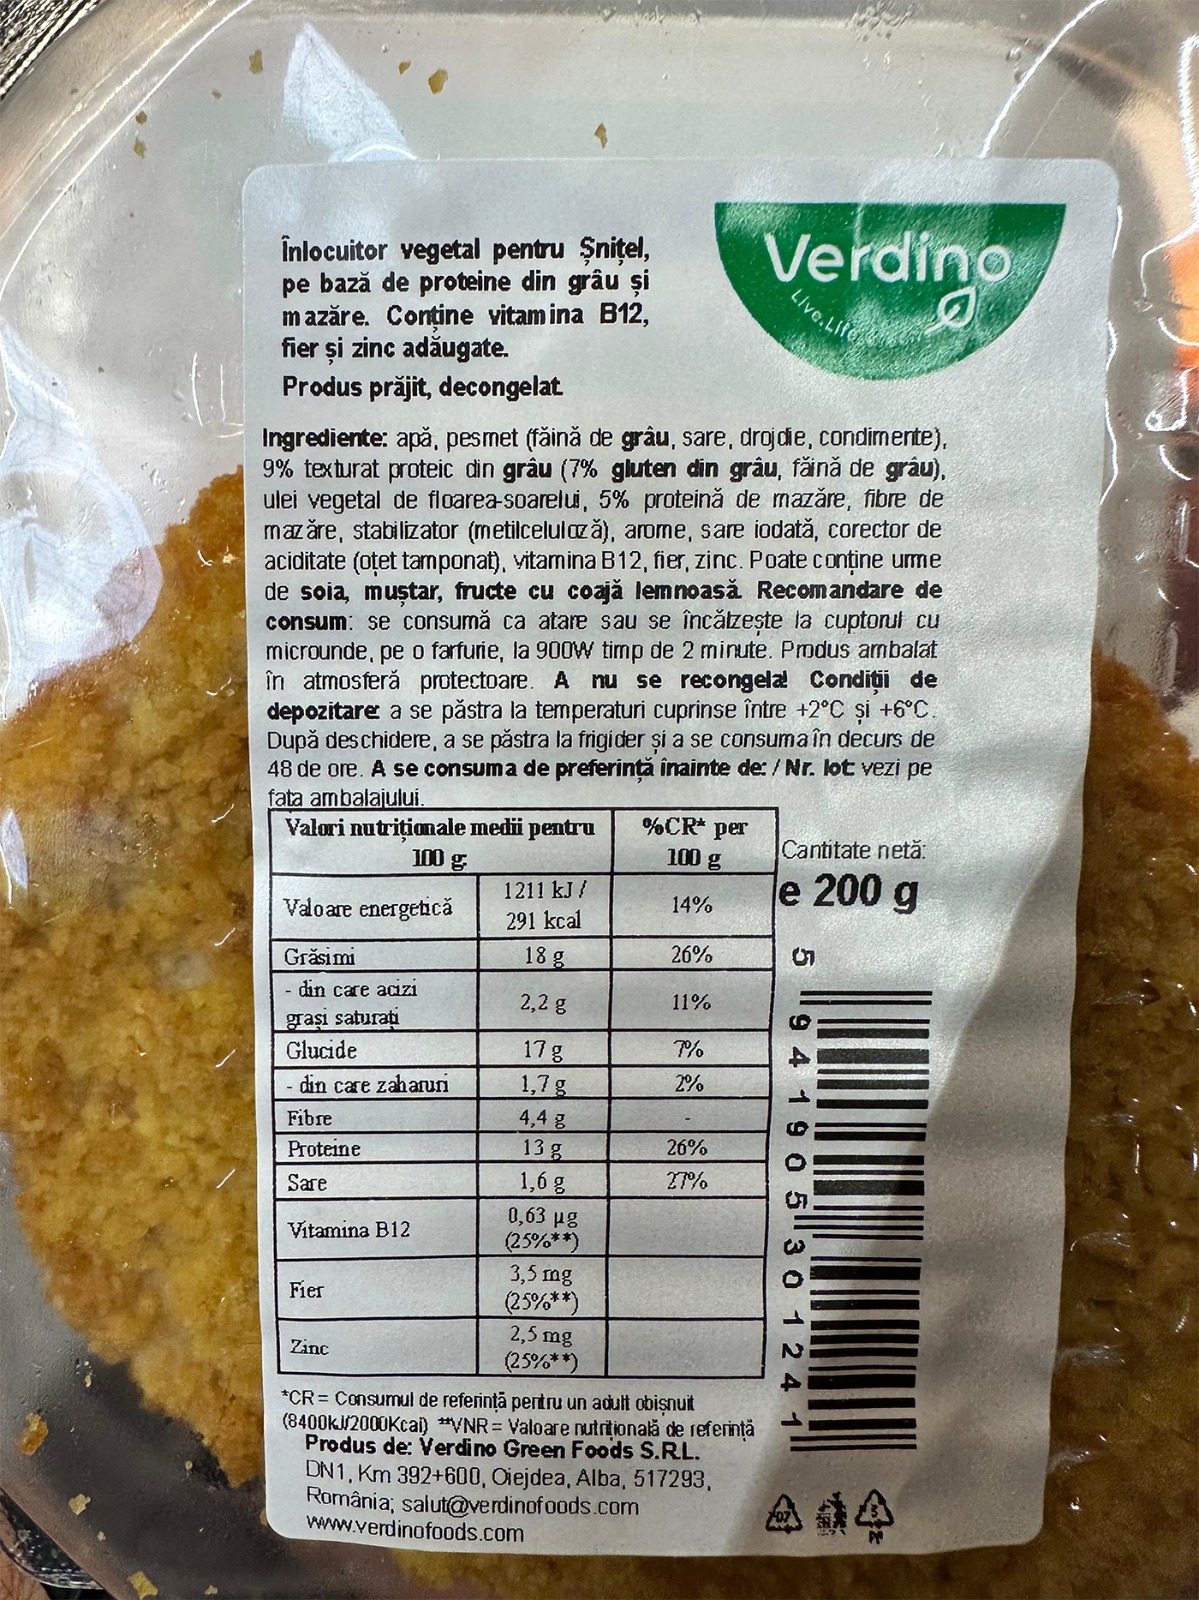 Verdino
Live.Life
Înlocuitor vegetal pentru Șnițel,
pe bază de proteine din grâu și
mazăre. Conține vitamina B12,
fier și zinc adăugate.
Produs prăjit, decongelat.
Ingrediente: apă, pesmet (făină de grâu, sare, drojdie, condimente),
9% texturat proteic din grâu (7% gluten din grâu, făină de grâu),
ulei vegetal de floarea-soarelui, 5% proteină de mazăre, fibre de
mazăre, stabilizator (metilceluloză), arome, sare iodată, corector de
aciditate (oțet tamponat), vitamina B12, fier, zinc. Poate conține urme
de soia, muștar, fructe cu coajă lemnoasă. Recomandare de
consum: se consumă ca atare sau se încălzește la cuptorul cu
microunde, pe o farfurie, la 900W timp de 2 minute. Produs ambalat
în atmosferă protectoare. A nu se recongela! Condiții de
depozitare: a se păstra la temperaturi cuprinse între +2°C și +6°C.
După deschidere, a se păstra la frigider și a se consuma în decurs de
48 de ore. A se consuma de preferință înainte de: / Nr. lot: vezi pe
fața ambalajului.
Valori nutriționale medii pentru 100 g %CR* per 100 g
Valoare energetică 1211 kJ / 291 kcal 14%
Grăsimi 18 g 26%
- din care acizi grași saturați 2,2 g 11%
Glucide 17 g 7%
- din care zaharuri 1,7 g 2%
Fibre 4,4 g -
Proteine 13 g 26%
Sare 1,6 g 27%
Vitamina B12 0,63 µg (25%**)
Fier 3,5 mg (25%**)
Zinc 2,5 mg (25%**)
Cantitate netă:
e 200 g
5 941905 301241
*CR = Consumul de referință pentru un adult obișnuit
(8400kJ/2000Kcal) **VNR = Valoare nutrițională de referință
Produs de: Verdino Green Foods S.R.L.
DN1, Km 392+600, Oiejdea, Alba, 517293,
România; salut@verdinofoods.com
www.verdinofoods.com